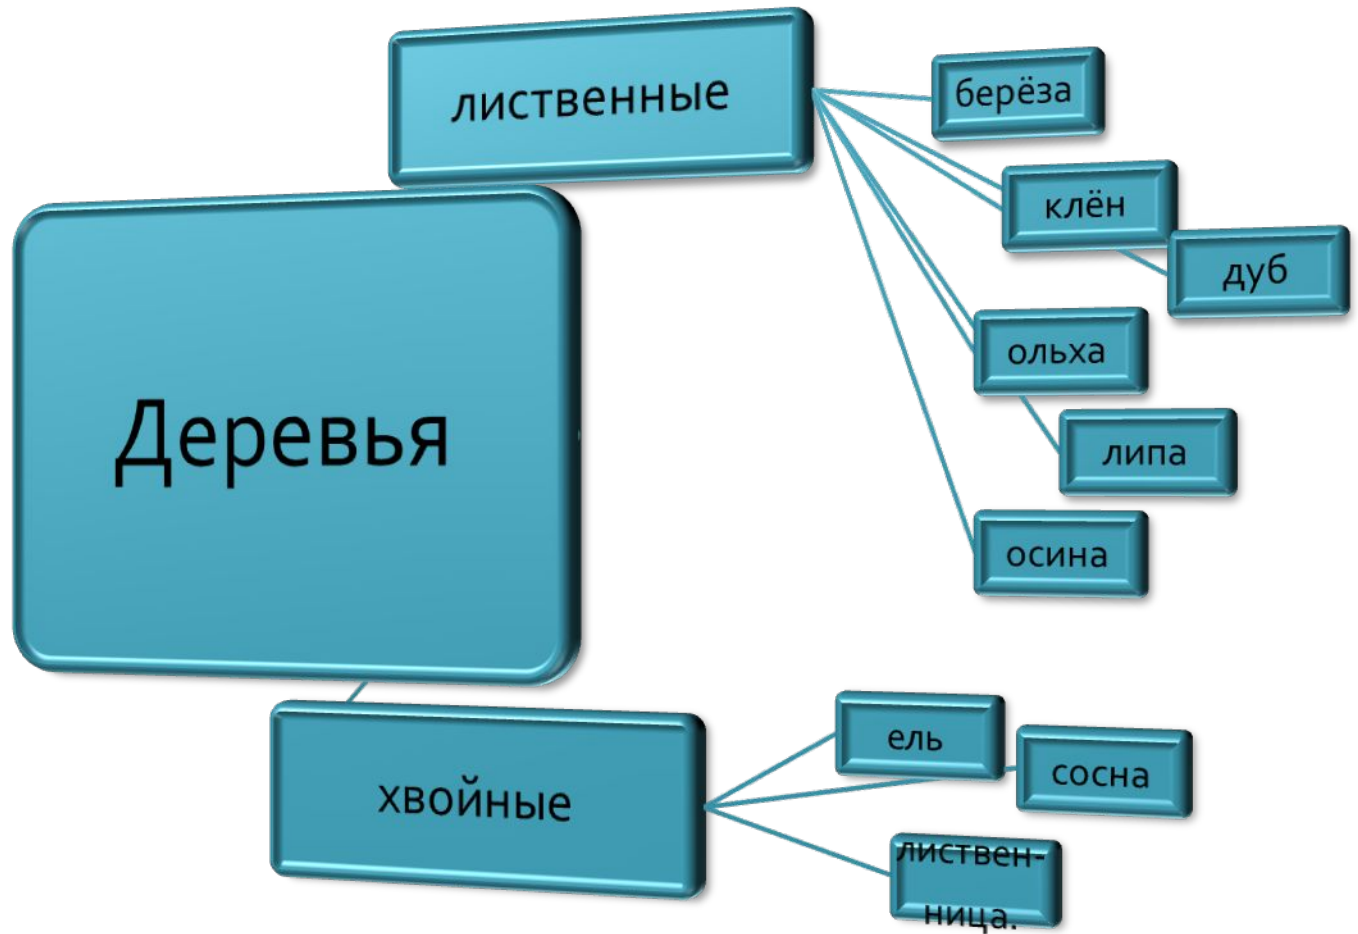 лиственные
берёза
клён
дуб
ольха
Деревья
липа
осина
ель
сосна
хвойные
листвен-
ница.